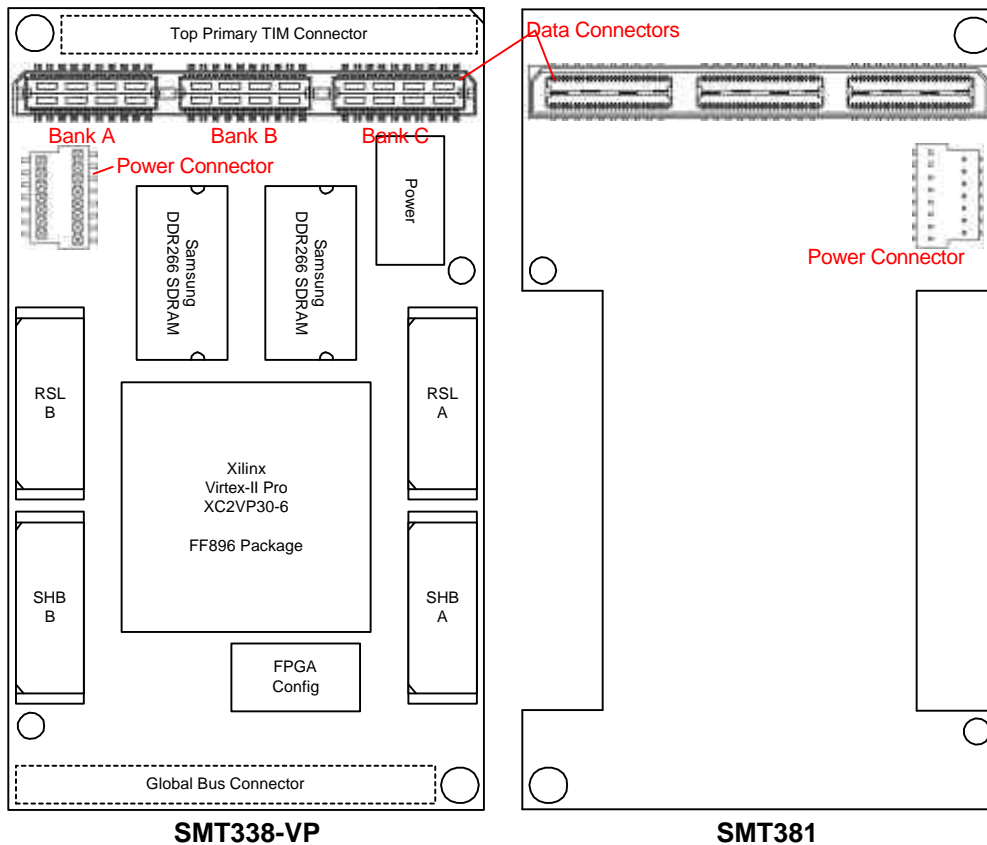 Top Primary TIM Connector
Data Connectors
Bank A
Bank B
Bank C
Power Connector
Power
Samsung
DDR266 SDRAM
Samsung
DDR266 SDRAM
Power Connector
RSL
B
RSL
A
Xilinx
Virtex-II Pro
XC2VP30-6
FF896 Package
SHB
B
SHB
A
FPGA
Config
Global Bus Connector
SMT338-VP
SMT381